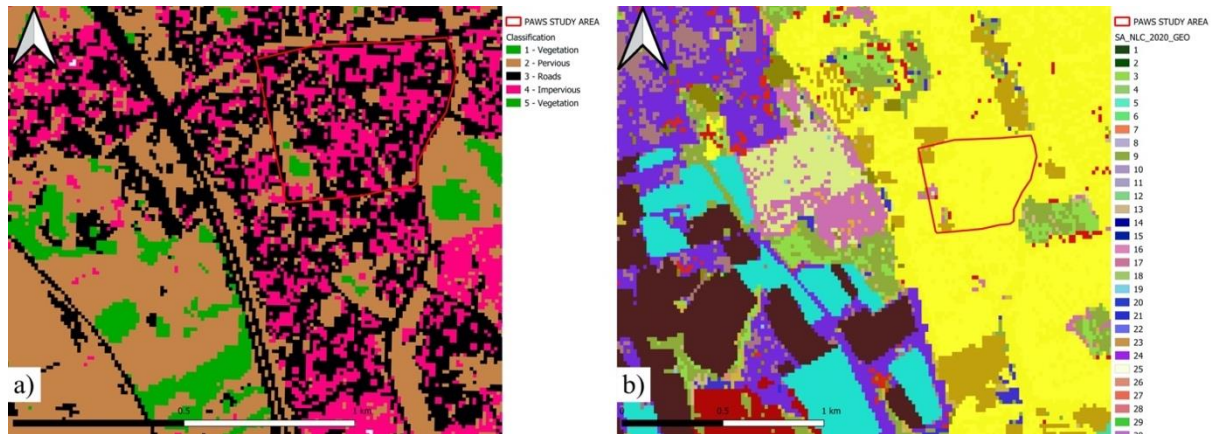 PAWS STUDY AREA
Classification
1 - Vegetation
2 - Pervious
3 - Roads
4 - Impervious
5 - Vegetation
a)
0.5
1 km
PAWS STUDY AREA
SA_NLC_2020_GEO
1
2
3
4
5
6
7
8
9
10
11
12
13
14
15
16
17
18
19
20
21
22
23
24
25
26
27
28
29
b)
0
0.5
1 km